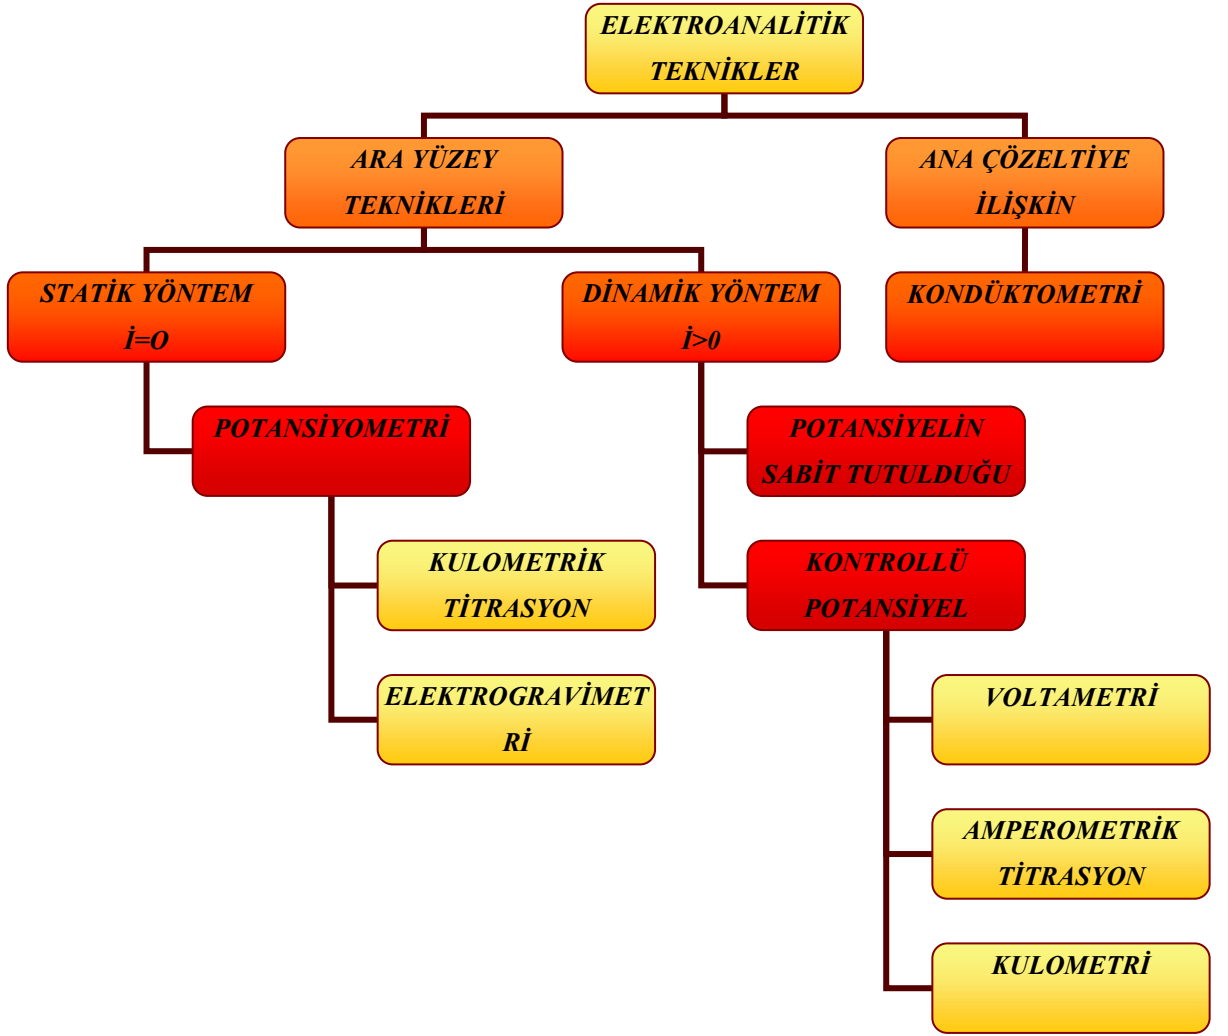 ELEKTROANALİTİK
TEKNİKLER
ARA YÜZEY
TEKNİKLERİ
ANA ÇÖZELTİYE
İLİŞKİN
STATİK YÖNTEM
İ=O
DİNAMİK YÖNTEM
İ>0
KONDÜKTOMETRİ
POTANSİYOMETRİ
POTANSİYELİN
SABİT TUTULDUĞU
KULOMETRİK
TİTRASYON
KONTROLLÜ
POTANSİYEL
ELEKTROGRAVİMET
Rİ
VOLTAMETRİ
AMPEROMETRİK
TİTRASYON
KULOMETRİ